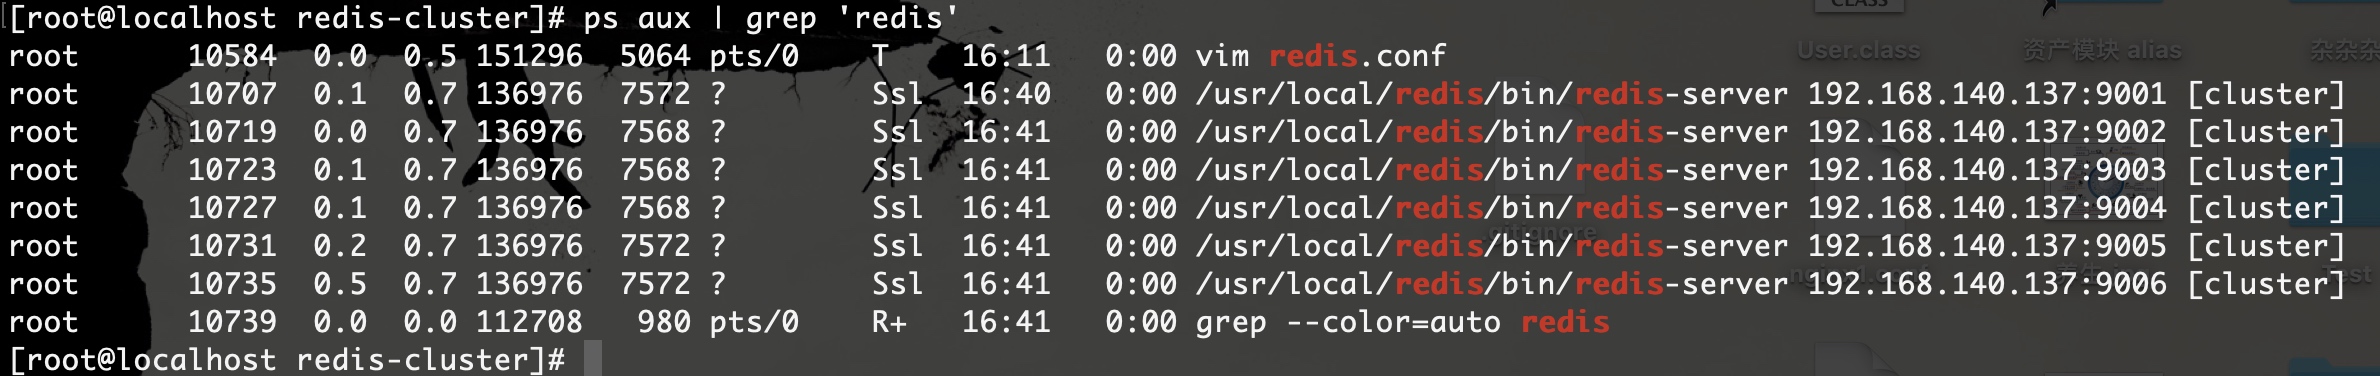 [root@localhost redis-cluster]# ps aux | grep 'redis'
root      10584  0.0  0.5 151296  5064 pts/0    T    16:11   0:00 vim redis.conf
root      10707  0.1  0.7 136976  7572 ?        Ssl  16:40   0:00 /usr/local/redis/bin/redis-server 192.168.140.137:9001 [cluster]
root      10719  0.0  0.7 136976  7568 ?        Ssl  16:41   0:00 /usr/local/redis/bin/redis-server 192.168.140.137:9002 [cluster]
root      10723  0.1  0.7 136976  7568 ?        Ssl  16:41   0:00 /usr/local/redis/bin/redis-server 192.168.140.137:9003 [cluster]
root      10727  0.1  0.7 136976  7568 ?        Ssl  16:41   0:00 /usr/local/redis/bin/redis-server 192.168.140.137:9004 [cluster]
root      10731  0.2  0.7 136976  7572 ?        Ssl  16:41   0:00 /usr/local/redis/bin/redis-server 192.168.140.137:9005 [cluster]
root      10735  0.5  0.7 136976  7572 ?        Ssl  16:41   0:00 /usr/local/redis/bin/redis-server 192.168.140.137:9006 [cluster]
root      10739  0.0  0.0 112708   980 pts/0    R+   16:41   0:00 grep --color=auto redis
[root@localhost redis-cluster]#
CLASS
User.class
资产模块 alias
.gitignore